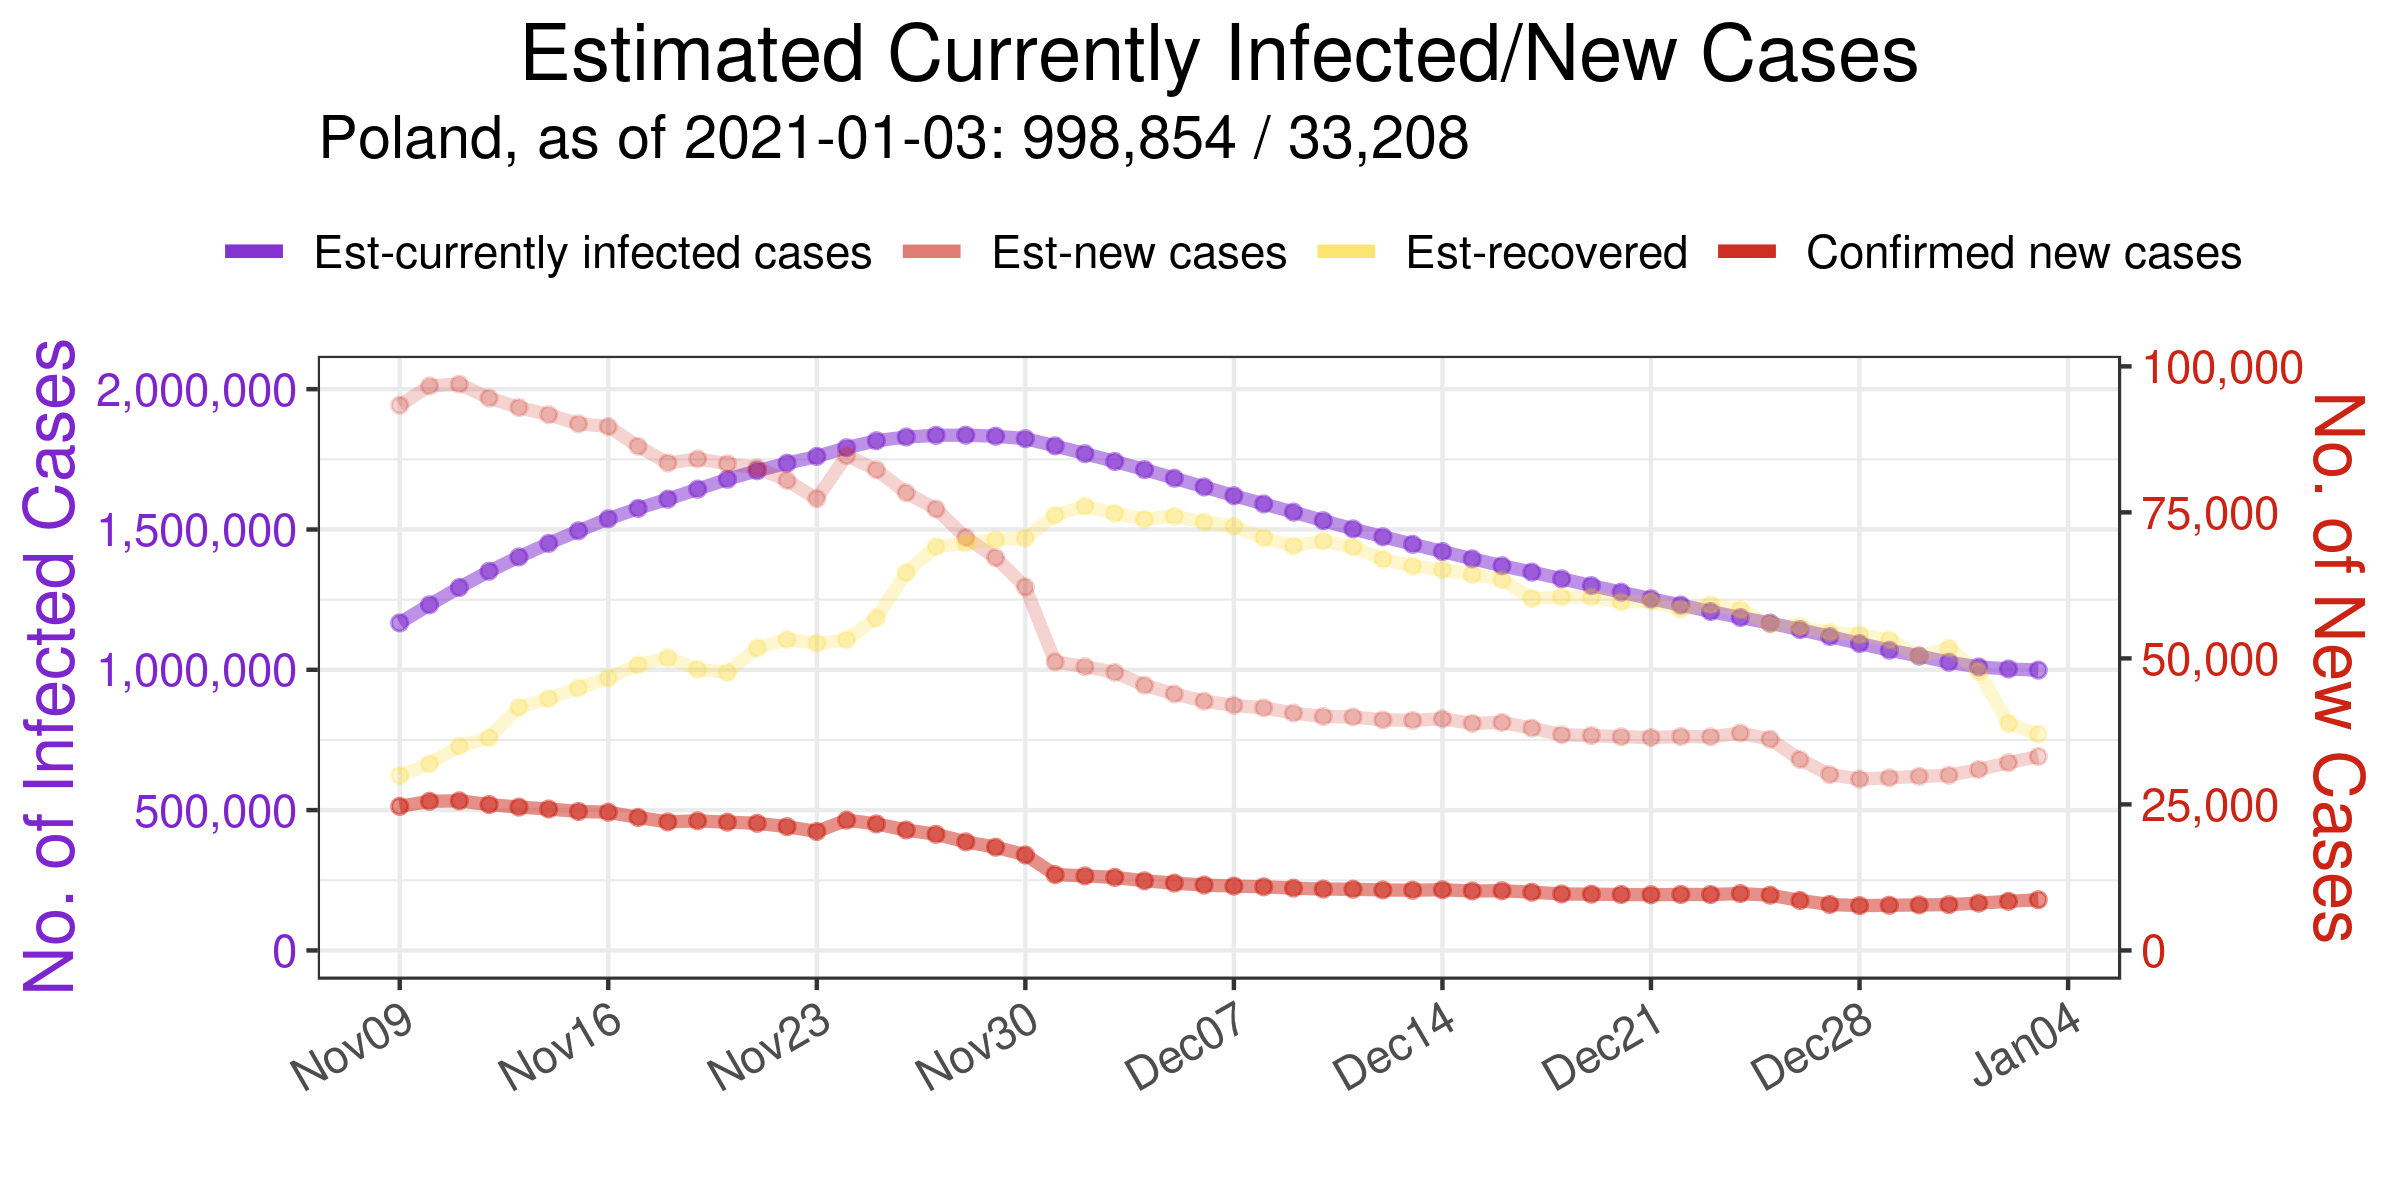 Estimated Currently Infected/New Cases
Poland, as of 2021-01-03: 998,854 / 33,208
Est-currently infected cases Est-new cases Est-recovered Confirmed new cases
No. of Infected Cases
2,000,000
1,500,000
1,000,000
500,000
0
100,000
75,000
50,000
25,000
0
No. of New Cases
Nov09 Nov16 Nov23 Nov30 Dec07 Dec14 Dec21 Dec28 Jan04